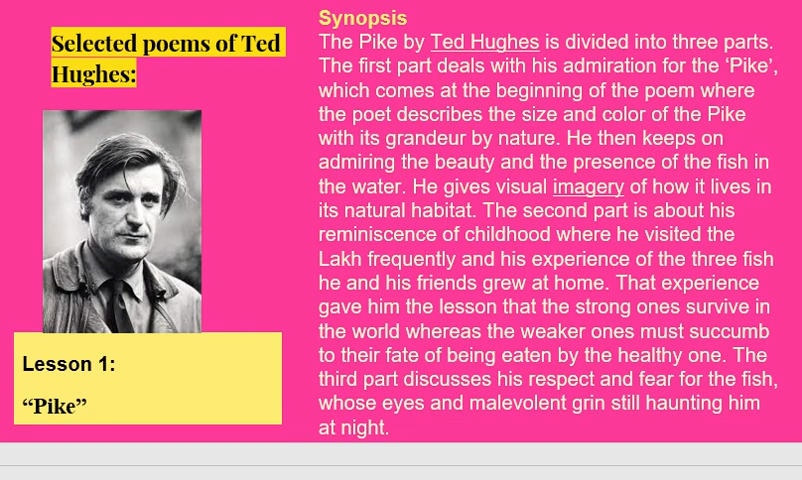 Selected poems of Ted
Hughes:
Lesson 1:
“Pike”
Synopsis
The Pike by Ted Hughes is divided into three parts.
The first part deals with his admiration for the ‘Pike’,
which comes at the beginning of the poem where
the poet describes the size and color of the Pike
with its grandeur by nature. He then keeps on
admiring the beauty and the presence of the fish in
the water. He gives visual imagery of how it lives in
its natural habitat. The second part is about his
reminiscence of childhood where he visited the
Lakh frequently and his experience of the three fish
he and his friends grew at home. That experience
gave him the lesson that the strong ones survive in
the world whereas the weaker ones must succumb
to their fate of being eaten by the healthy one. The
third part discusses his respect and fear for the fish,
whose eyes and malevolent grin still haunting him
at night.